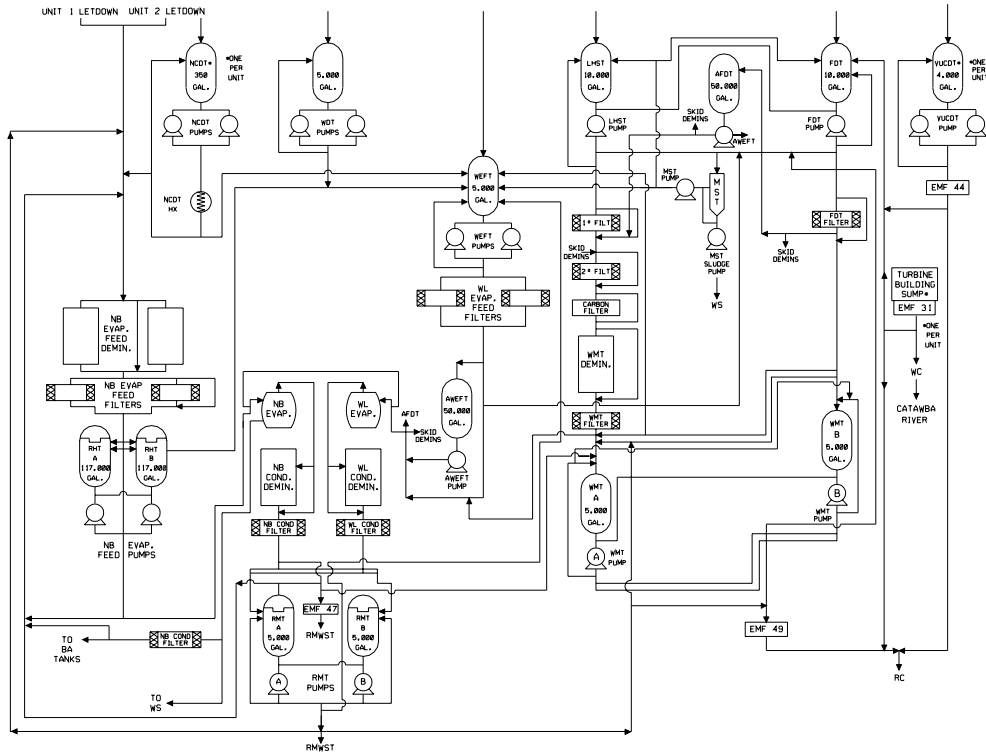 UNIT 1 LETDOWN UNIT 2 LETDOWN
NCDT*
350
GAL.
*ONE
PER
UNIT
NCDT
PUMPS
NCDT
HX
5,000
GAL.
WDT
PUMPS
WEFT
5,000
GAL.
WEFT
PUMPS
WL
EVAP.
FEED
FILTERS
LHST
10,000
GAL.
LHST
PUMP
AFDT
50,000
GAL.
SKID
DEMINS
AWEFT
MST
PUMP
M
S
T
MST
SLUDGE
PUMP
WS
FDT
10,000
GAL.
FDT
PUMP
FDT
FILTER
SKID
DEMINS
VUCDT*
4,000
GAL.
*ONE
PER
UNIT
VUCDT
PUMP
EMF 44
TURBINE
BUILDING
SUMP*
EMF 31
*ONE
PER
UNIT
WC
CATAWBA
RIVER
1° FILT
SKID
DEMINS
2° FILT
CARBON
FILTER
WMT
DEMIN.
WMT
FILTER
NB
EVAP.
FEED
DEMIN.
NB EVAP
FEED
FILTERS
RHT
A
117,000
GAL.
RHT
B
117,000
GAL.
NB EVAP.
FEED PUMPS
NB
EVAP.
WL
EVAP.
AFDT
SKID
DEMINS
AWEFT
50,000
GAL.
AWEFT
PUMP
NB
COND.
DEMIN.
WL
COND.
DEMIN.
NB COND
FILTER
WL COND
FILTER
WMT
A
5,000
GAL.
A
WMT
PUMP
WMT
B
5,000
GAL.
B
WMT
PUMP
RMT
A
5,000
GAL.
EMF 47
RMWST
RMT
B
5,000
GAL.
A
RMT
PUMPS
B
RMWST
TO
BA
TANKS
NB COND
FILTER
TO
WS
EMF 49
RC